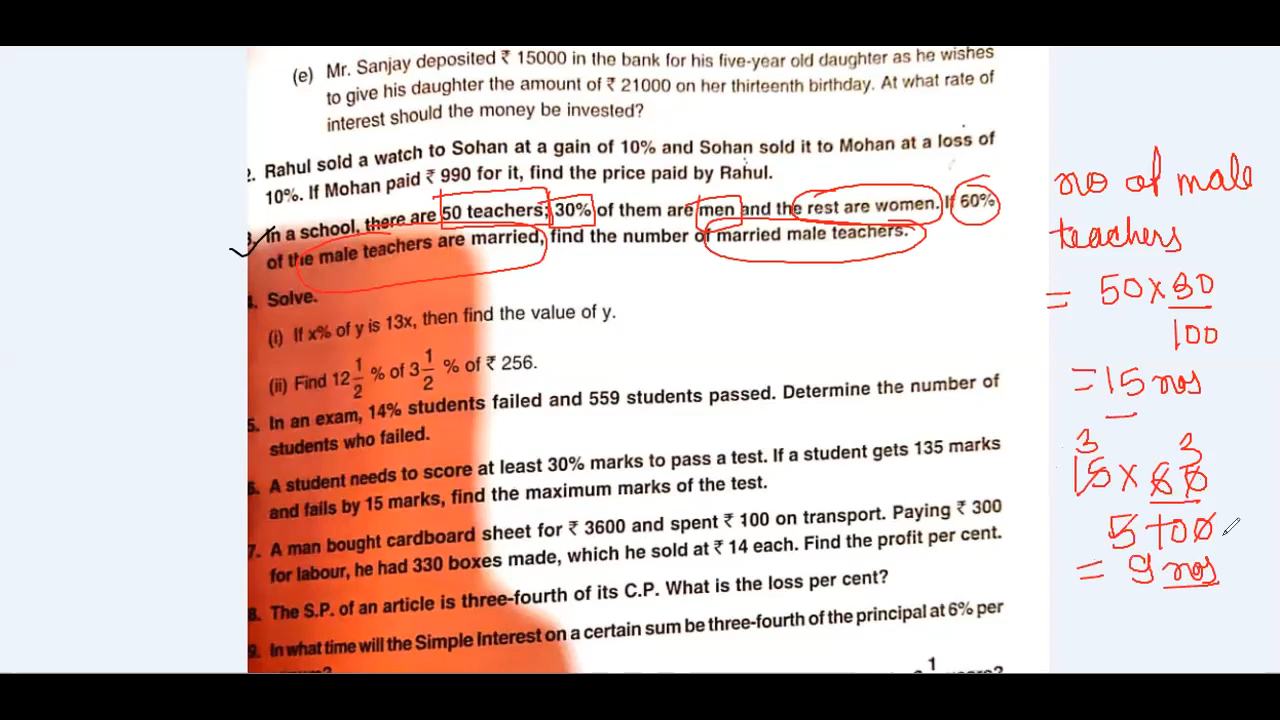 (e) Mr. Sanjay deposited ₹ 15000 in the bank for his five-year old daughter as he wishes
to give his daughter the amount of ₹ 21000 on her thirteenth birthday. At what rate of
interest should the money be invested?
2. Rahul sold a watch to Sohan at a gain of 10% and Sohan sold it to Mohan at a loss of
10%. If Mohan paid ₹ 990 for it, find the price paid by Rahul.
3. In a school, there are 50 teachers; 30% of them are men and the rest are women. If 60%
of the male teachers are married, find the number of married male teachers.
4. Solve.
(i) If x% of y is 13x, then find the value of y.
(ii) Find 12 1/2 % of 3 1/2 % of ₹ 256.
5. In an exam, 14% students failed and 559 students passed. Determine the number of
students who failed.
6. A student needs to score at least 30% marks to pass a test. If a student gets 135 marks
and fails by 15 marks, find the maximum marks of the test.
7. A man bought cardboard sheet for ₹ 3600 and spent ₹ 100 on transport. Paying ₹ 300
for labour, he had 330 boxes made, which he sold at ₹ 14 each. Find the profit per cent.
8. The S.P. of an article is three-fourth of its C.P. What is the loss per cent?
9. In what time will the Simple Interest on a certain sum be three-fourth of the principal at 6% per
no of male
teachers
= 50 × 30
100
= 15 nos
3 3
15 × 60
5 100
= 9 nos